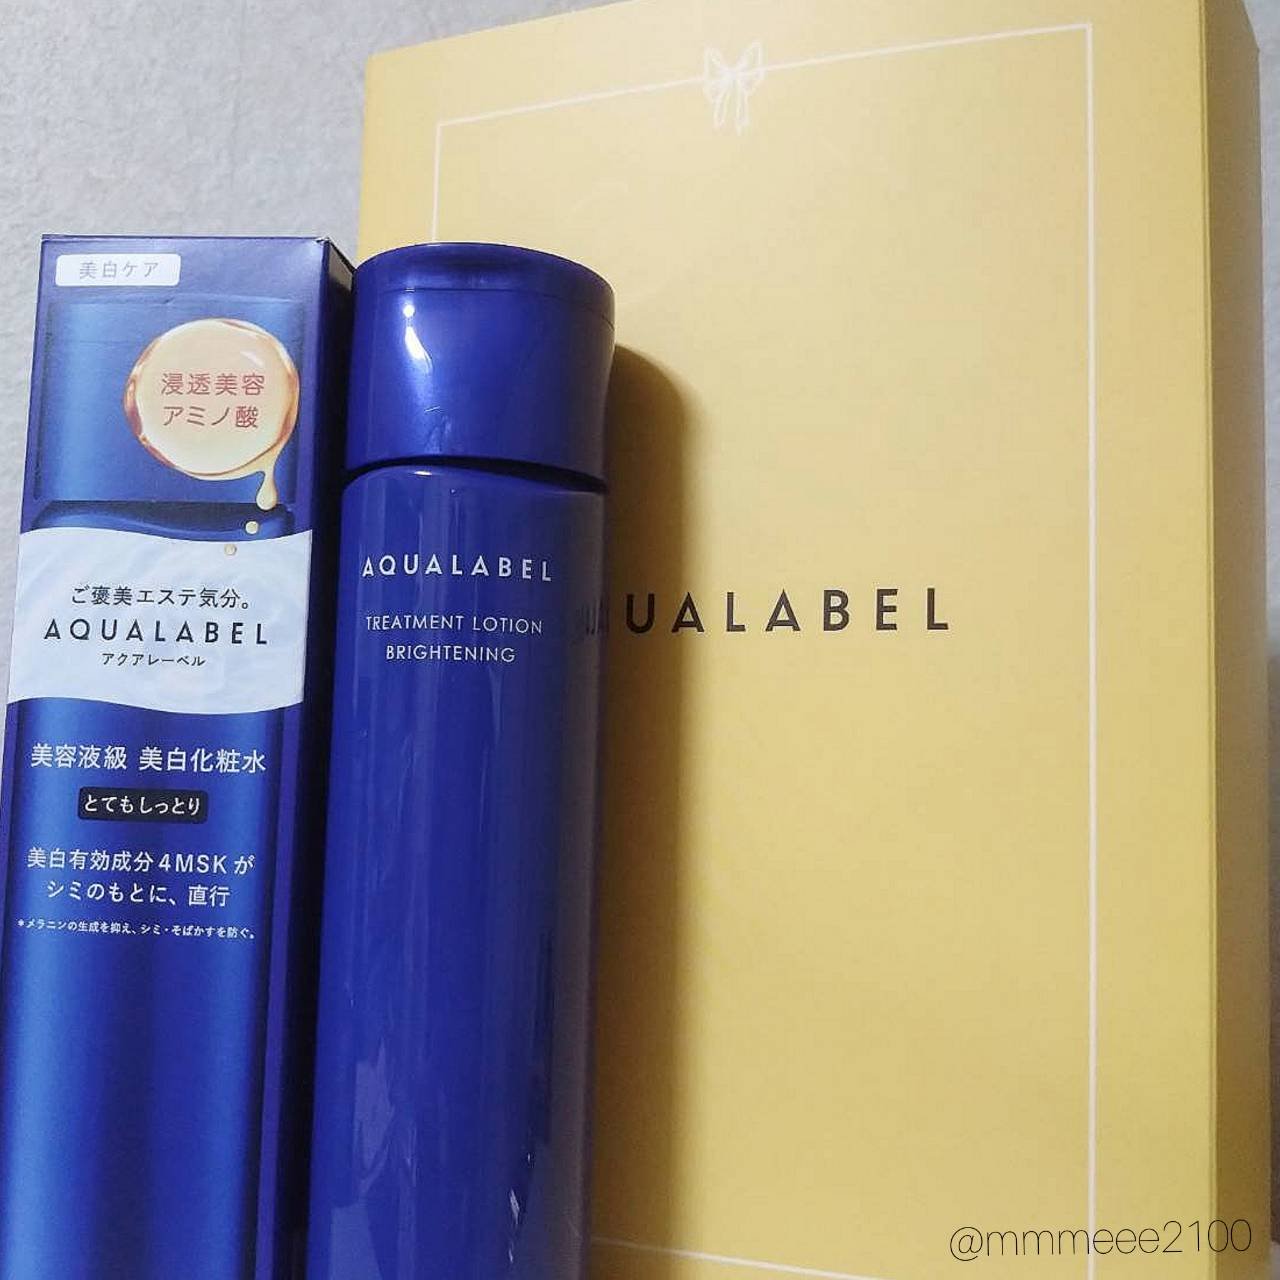 美白ケア
浸透美容
アミノ酸
ご褒美エステ気分。
AQUALABEL
アクアレーベル
美容液級 美白化粧水
とてもしっとり
美白有効成分4MSKが
シミのもとに、直行
*メラニンの生成を抑え、シミ・そばかすを防ぐ。
AQUALABEL
TREATMENT LOTION
BRIGHTENING
QUALABEL
@mmmeee2100